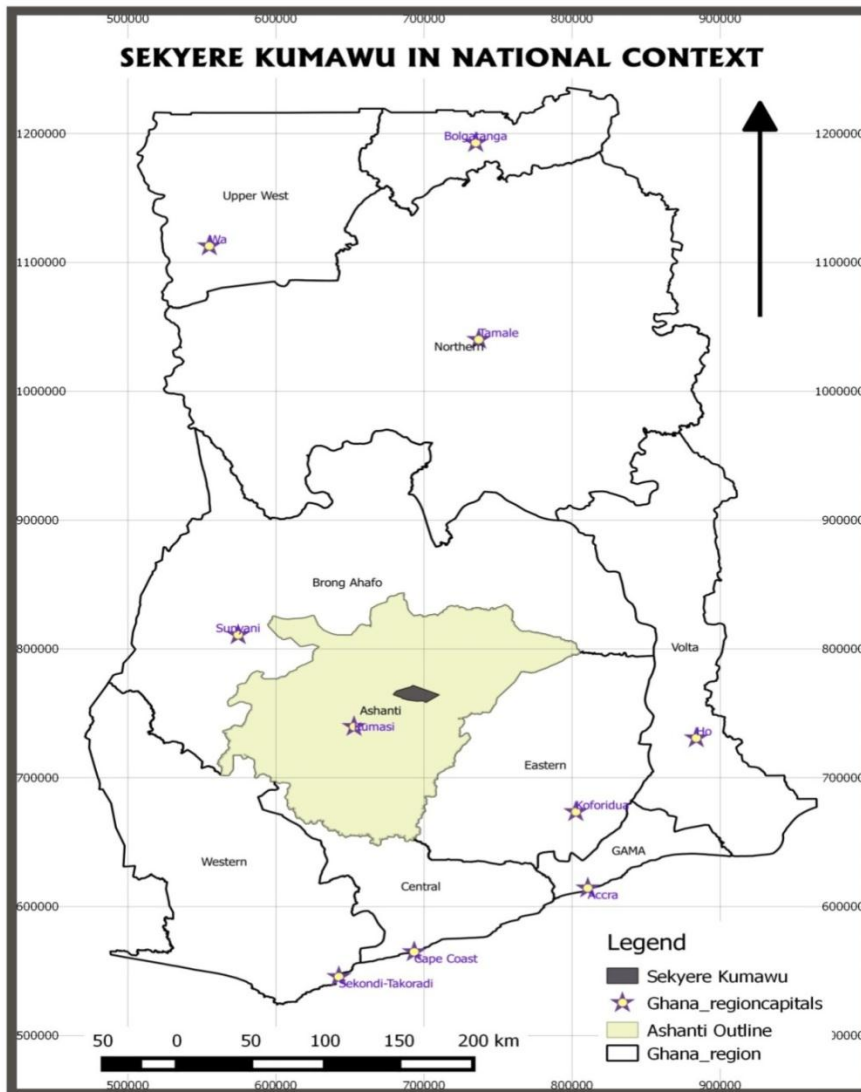 500000 600000 700000 800000 900000
SEKYERE KUMAWU IN NATIONAL CONTEXT
1200000 1200000
Bolgatanga
Upper West
Wa
1100000 1100000
Tamale
Northern
1000000 1000000
900000 900000
Brong Ahafo
Sunyani
800000 800000
Volta
Ashanti
Kumasi
Ho
Eastern
700000 700000
Koforidua
GAMA
Western
Central
Accra
600000 600000
Cape Coast
Sekondi-Takoradi
Legend
Sekyere Kumawu
Ghana_regioncapitals
Ashanti Outline
Ghana_region
500000 500000
50 0 50 100 150 200 km
500000 600000 700000 800000 900000